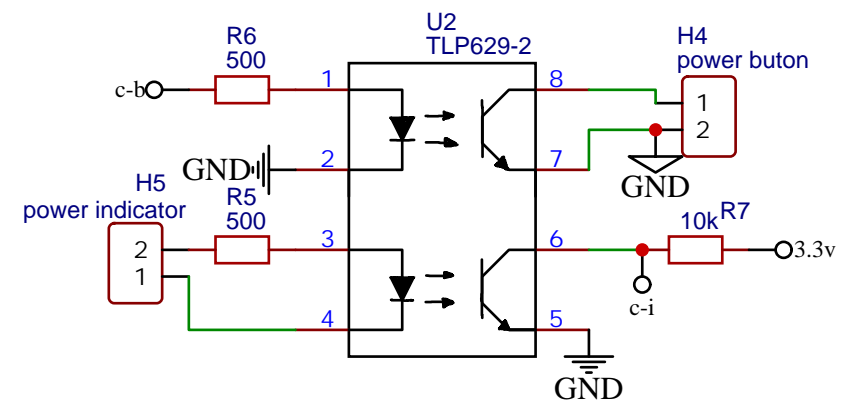 U2
TLP629-2
R6
500
H4
power buton
c-b
1
8
1
2
GND
2
7
GND
H5
power indicator
R5
500
10k
R7
2
1
3
6
3.3v
c-i
4
5
GND